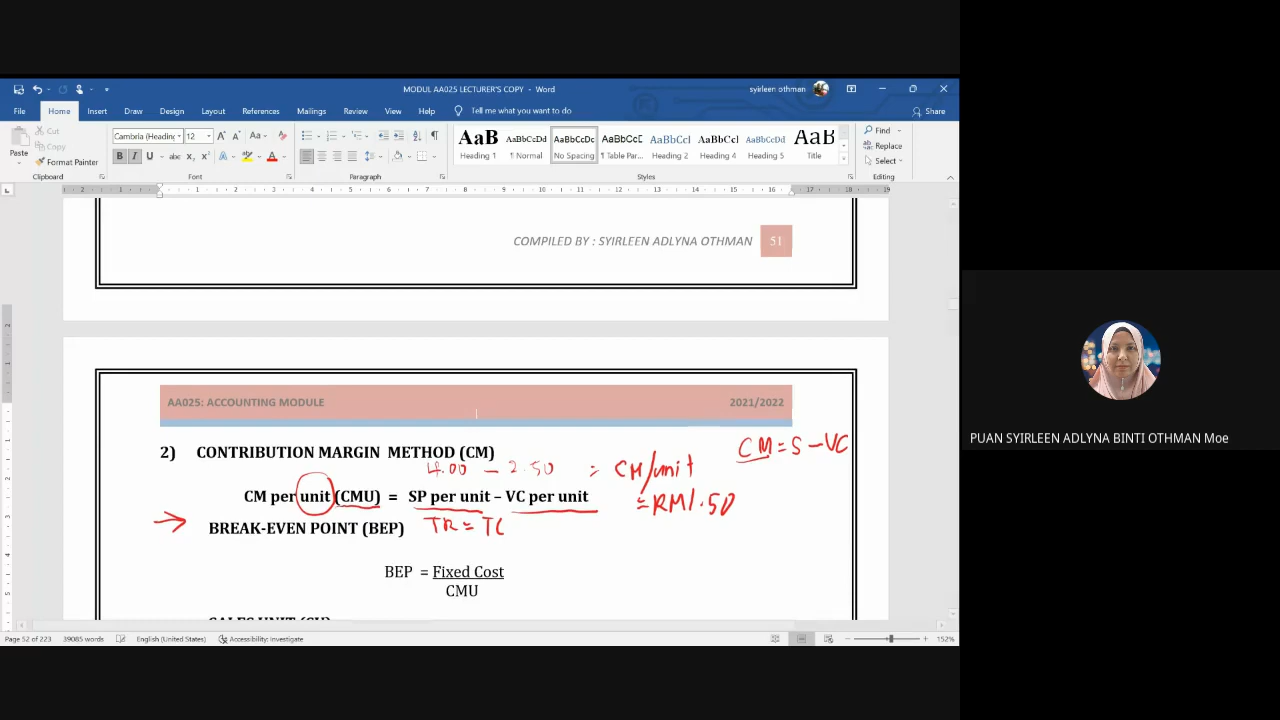 MODUL AA025 LECTURER'S COPY - Word
syirleen othman
File Home Insert Draw Design Layout References Mailings Review View Help Tell me what you want to do Share
Paste Cut Copy Format Painter
Cambria (Heading 12
AaB AaBbCcDd AaBbCcDc AaBbCcD AaBbCcI AaBbCcI AaBbCcDd AaB
Heading 1 ¶ Normal No Spacing ¶ Table Par... Heading 2 Heading 4 Heading 5 Title
Find
Replace
Select
Clipboard Font Paragraph Styles Editing
COMPILED BY : SYIRLEEN ADLYNA OTHMAN 51
AA025: ACCOUNTING MODULE 2021/2022
2) CONTRIBUTION MARGIN METHOD (CM)
CM = S - VC
4.00 - 2.50 = CM/unit
CM per unit (CMU) = SP per unit – VC per unit
= RM1.50
BREAK-EVEN POINT (BEP) TR = TC
BEP = Fixed Cost
CMU
PUAN SYIRLEEN ADLYNA BINTI OTHMAN Moe
Page 52 of 223 39085 words English (United States) Accessibility: Investigate 152%